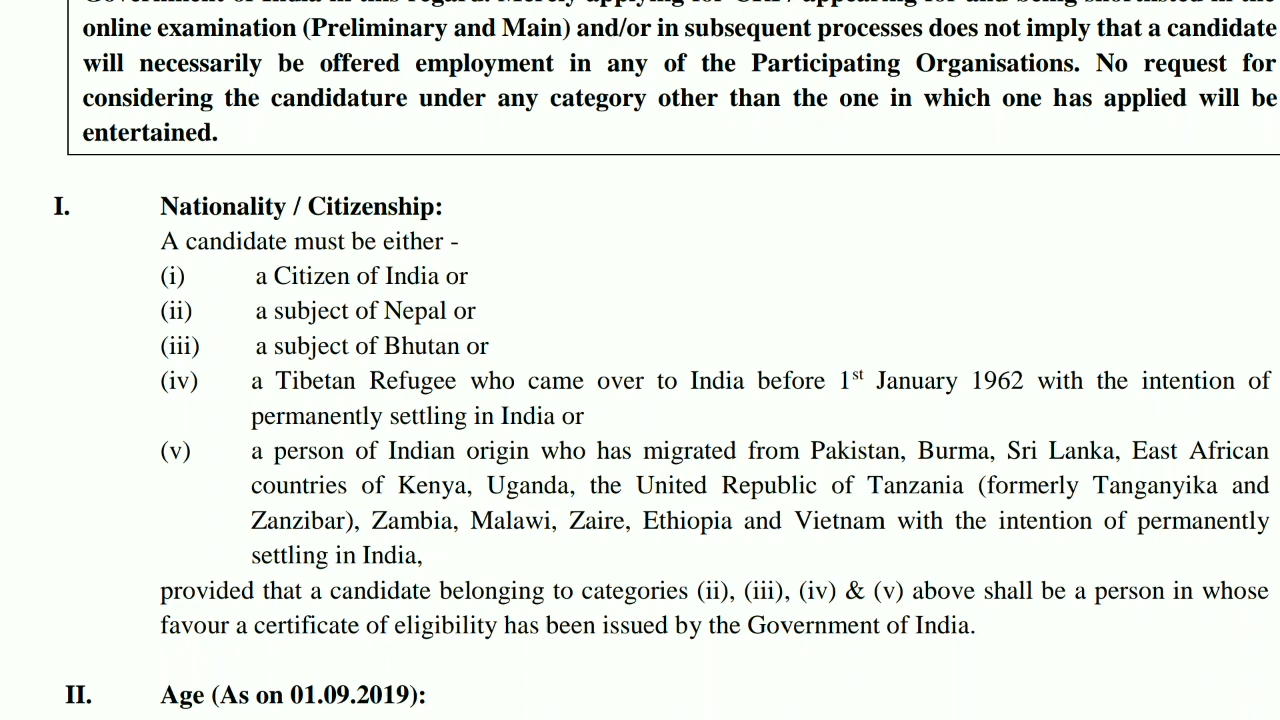 online examination (Preliminary and Main) and/or in subsequent processes does not imply that a candidate
will necessarily be offered employment in any of the Participating Organisations. No request for
considering the candidature under any category other than the one in which one has applied will be
entertained.
I. Nationality / Citizenship:
A candidate must be either -
(i) a Citizen of India or
(ii) a subject of Nepal or
(iii) a subject of Bhutan or
(iv) a Tibetan Refugee who came over to India before 1st January 1962 with the intention of
permanently settling in India or
(v) a person of Indian origin who has migrated from Pakistan, Burma, Sri Lanka, East African
countries of Kenya, Uganda, the United Republic of Tanzania (formerly Tanganyika and
Zanzibar), Zambia, Malawi, Zaire, Ethiopia and Vietnam with the intention of permanently
settling in India,
provided that a candidate belonging to categories (ii), (iii), (iv) & (v) above shall be a person in whose
favour a certificate of eligibility has been issued by the Government of India.
II. Age (As on 01.09.2019):